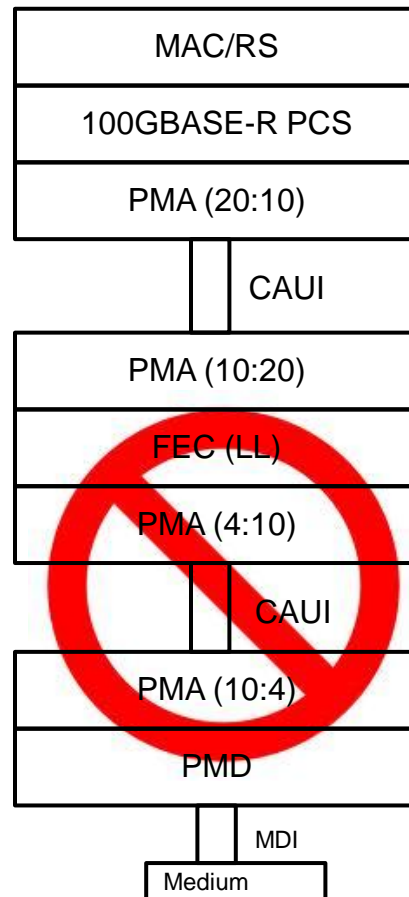 MAC/RS
100GBASE-R PCS
PMA (20:10)
CAUI
PMA (10:20)
FEC (LL)
PMA (4:10)
CAUI
PMA (10:4)
PMD
MDI
Medium